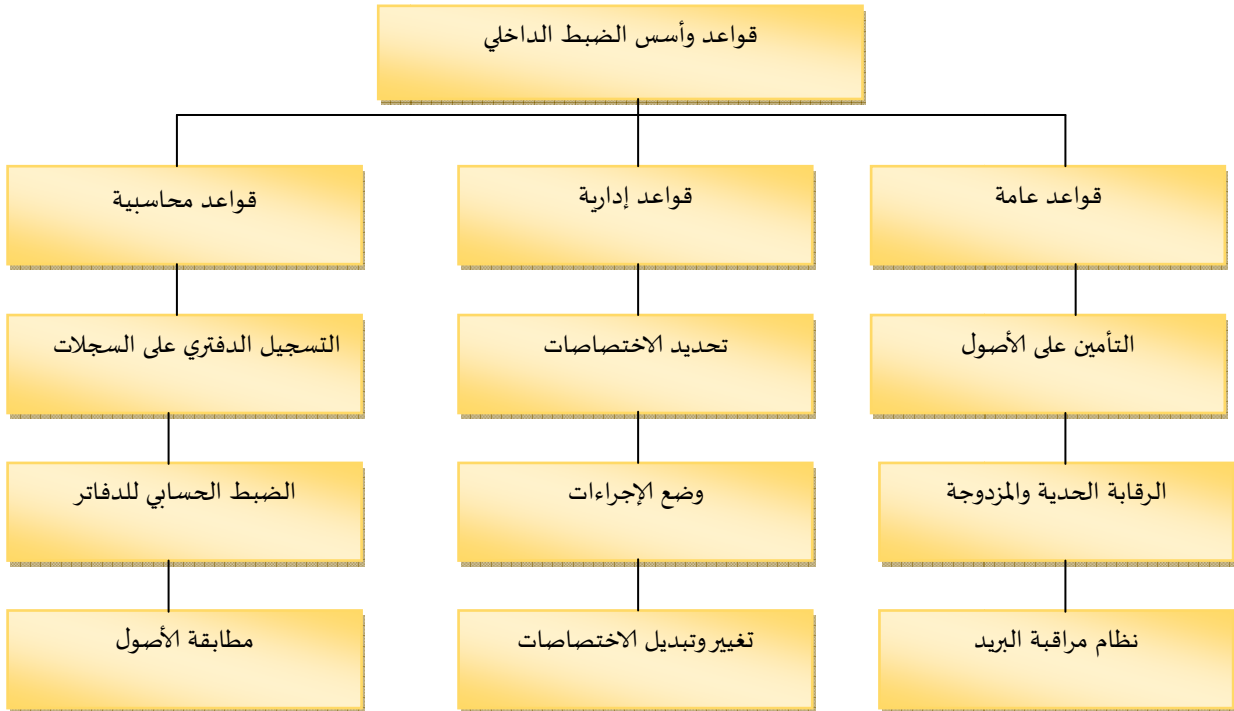 قواعد وأسس الضبط الداخلي
قواعد عامة
قواعد إدارية
قواعد محاسبية
التأمين على الأصول
تحديد الاختصاصات
التسجيل الدفتري على السجلات
الرقابة الحدية والمزدوجة
وضع الإجراءات
الضبط الحسابي للدفاتر
نظام مراقبة البريد
تغيير وتبديل الاختصاصات
مطابقة الأصول